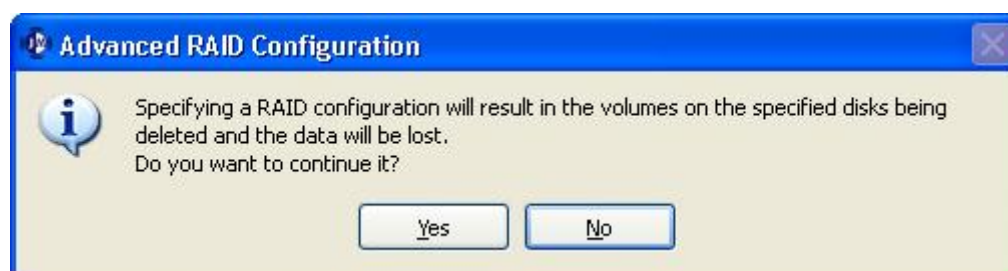 Advanced RAID Configuration
Specifying a RAID configuration will result in the volumes on the specified disks being
deleted and the data will be lost.
Do you want to continue it?
Yes No